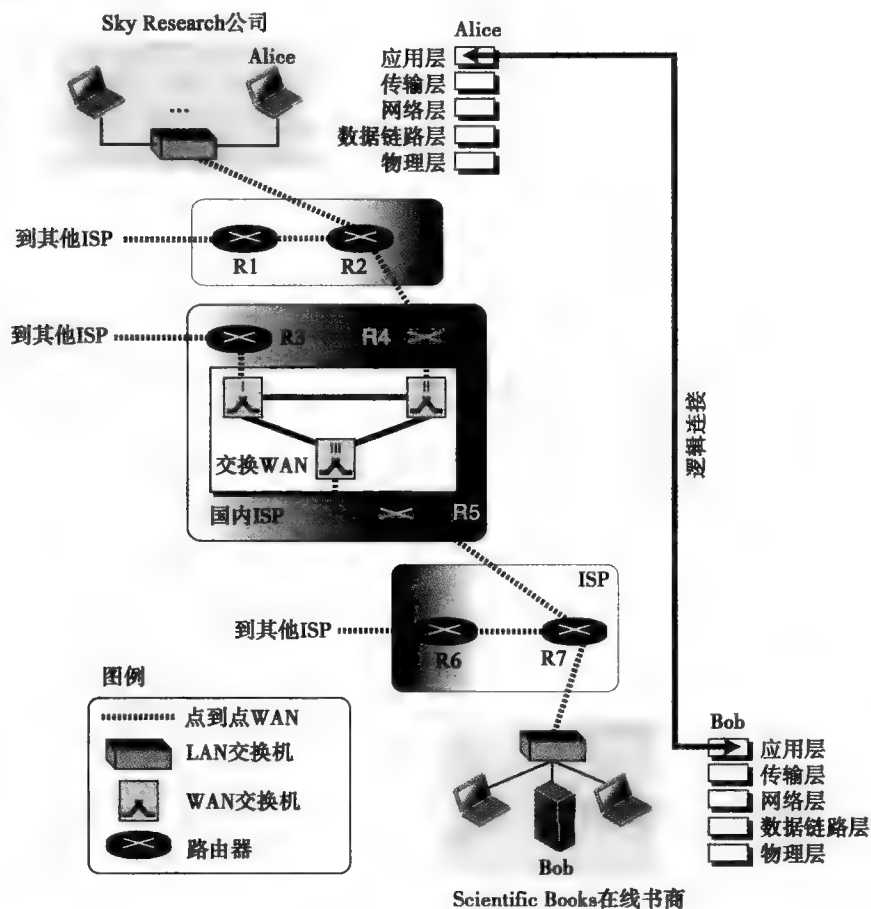 Sky Research公司
Alice
...
Alice
应用层
传输层
网络层
数据链路层
物理层
到其他ISP
R1
R2
到其他ISP
R3
R4
I
II
III
交换WAN
国内ISP
R5
逻辑连接
ISP
到其他ISP
R6
R7
图例
点到点WAN
LAN交换机
WAN交换机
路由器
Bob
Scientific Books在线书商
Bob
应用层
传输层
网络层
数据链路层
物理层